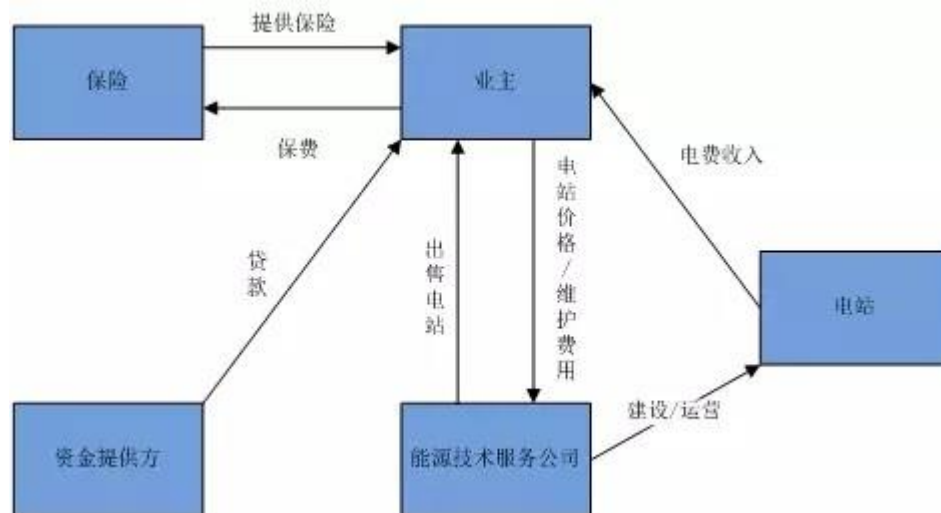 提供保险
保险
业主
保费
电费收入
贷款
出售电站
电站价格/维护费用
电站
建设/运营
资金提供方
能源技术服务公司